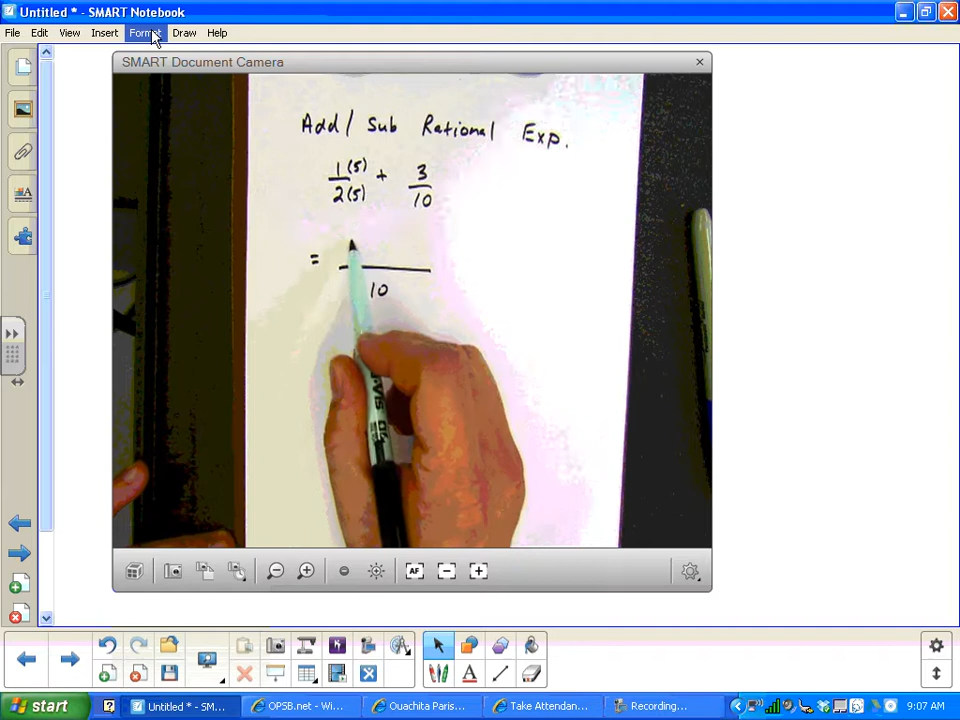 Untitled * - SMART Notebook
File Edit View Insert Format Draw Help
SMART Document Camera
Add/ Sub Rational Exp.
1(5) + 3
2(5) 10
=
10
AF
start
Untitled * - SM...
OPSB.net - Wi...
Ouachita Paris...
Take Attendan...
Recording...
9:07 AM